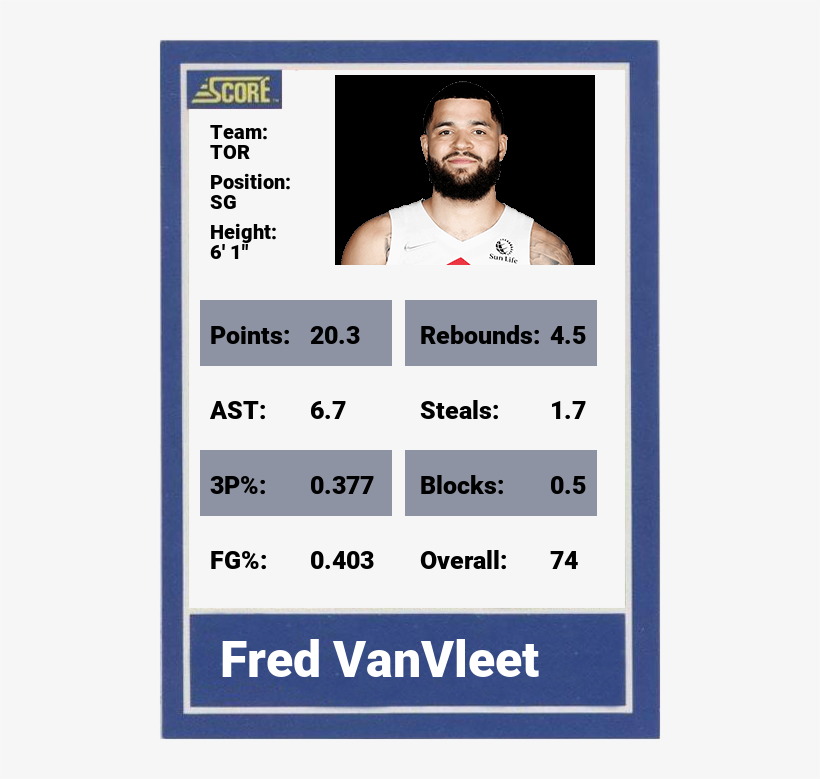 SCORE
Team:
TOR
Position:
SG
Height:
6' 1"
Sun Life
Points: 20.3 Rebounds: 4.5
AST: 6.7 Steals: 1.7
3P%: 0.377 Blocks: 0.5
FG%: 0.403 Overall: 74
Fred VanVleet